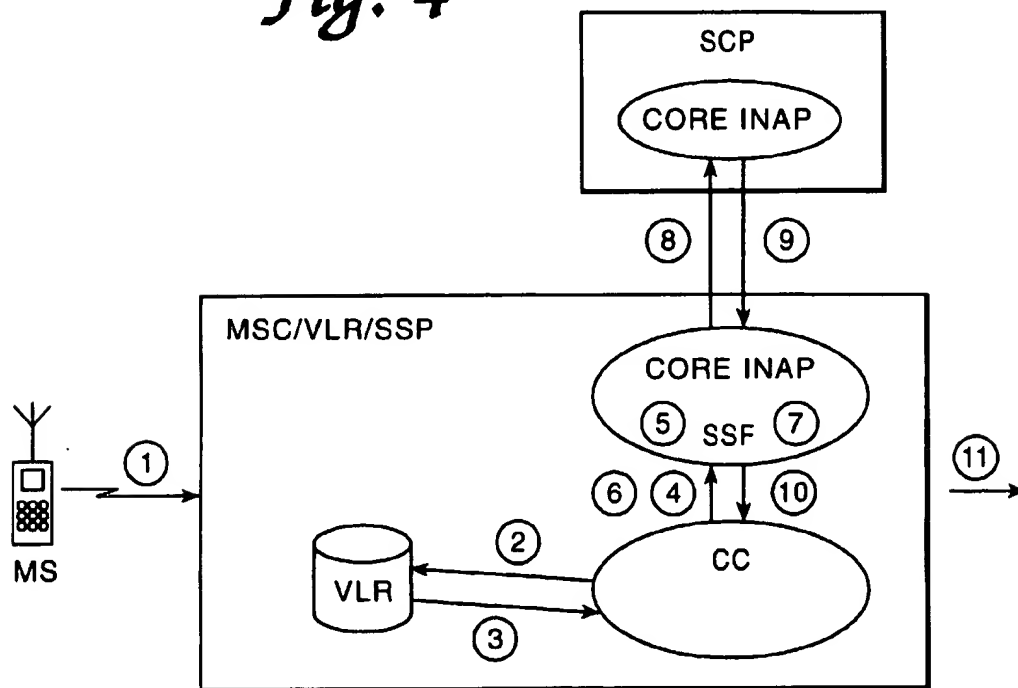 Fig. 4
SCP
CORE INAP
8
9
MSC/VLR/SSP
CORE INAP
5
SSF
7
1
11
6
4
10
MS
2
CC
VLR
3